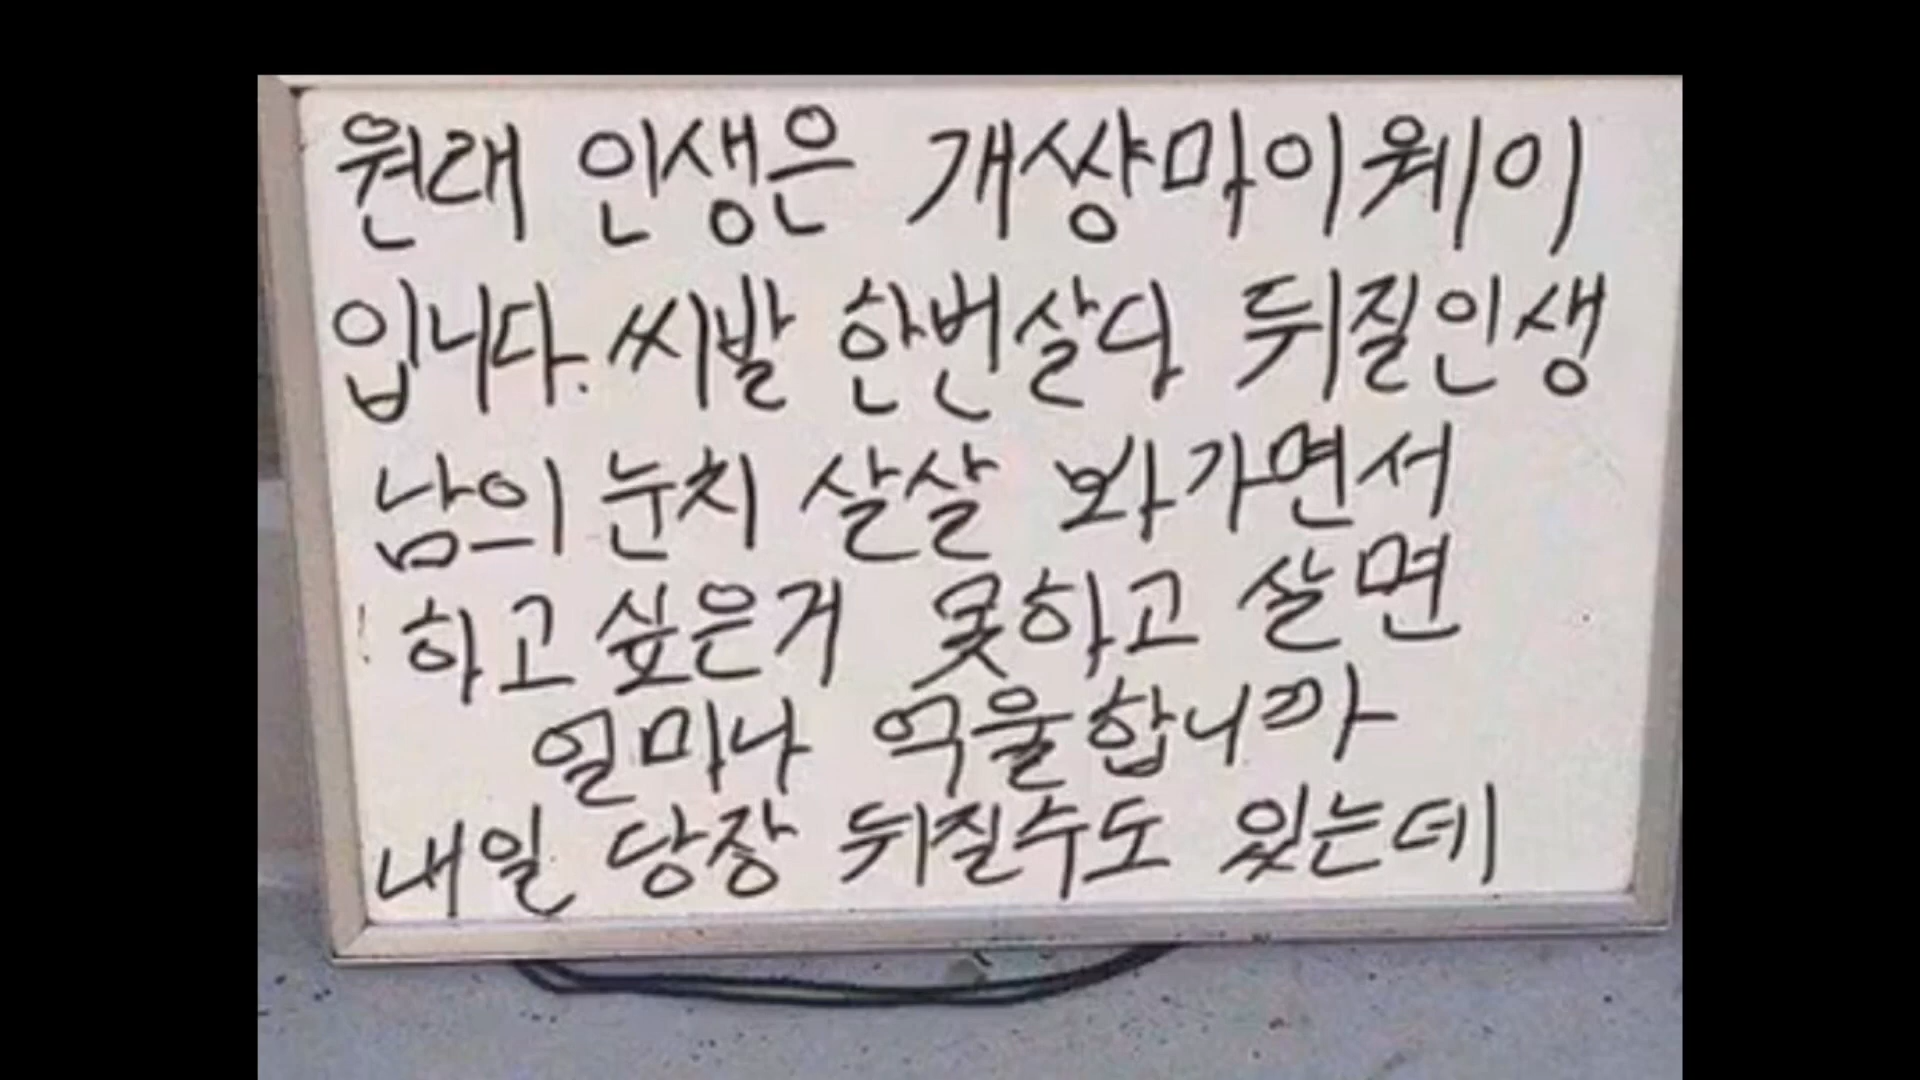 원래 인생은 개썅마이웨이
입니다. 씨발 한번살다 뒤질인생
남의 눈치 살살 봐가면서
하고싶은거 못하고 살면
얼마나 억울합니까
내일 당장 뒤질수도 있는데